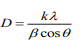 D = kλ / β cos θ